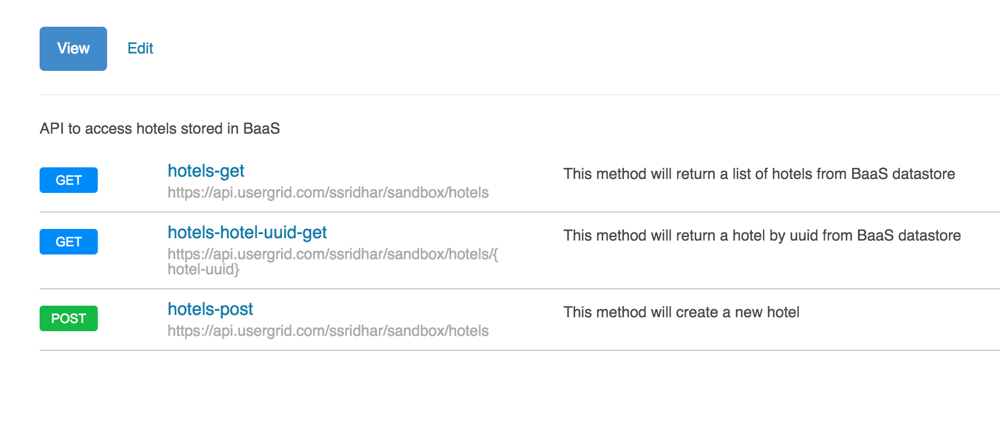 View
Edit
API to access hotels stored in BaaS
GET
hotels-get
This method will return a list of hotels from BaaS datastore
https://api.usergrid.com/ssridhar/sandbox/hotels
GET
hotels-hotel-uuid-get
This method will return a hotel by uuid from BaaS datastore
https://api.usergrid.com/ssridhar/sandbox/hotels/{
hotel-uuid}
POST
hotels-post
This method will create a new hotel
https://api.usergrid.com/ssridhar/sandbox/hotels